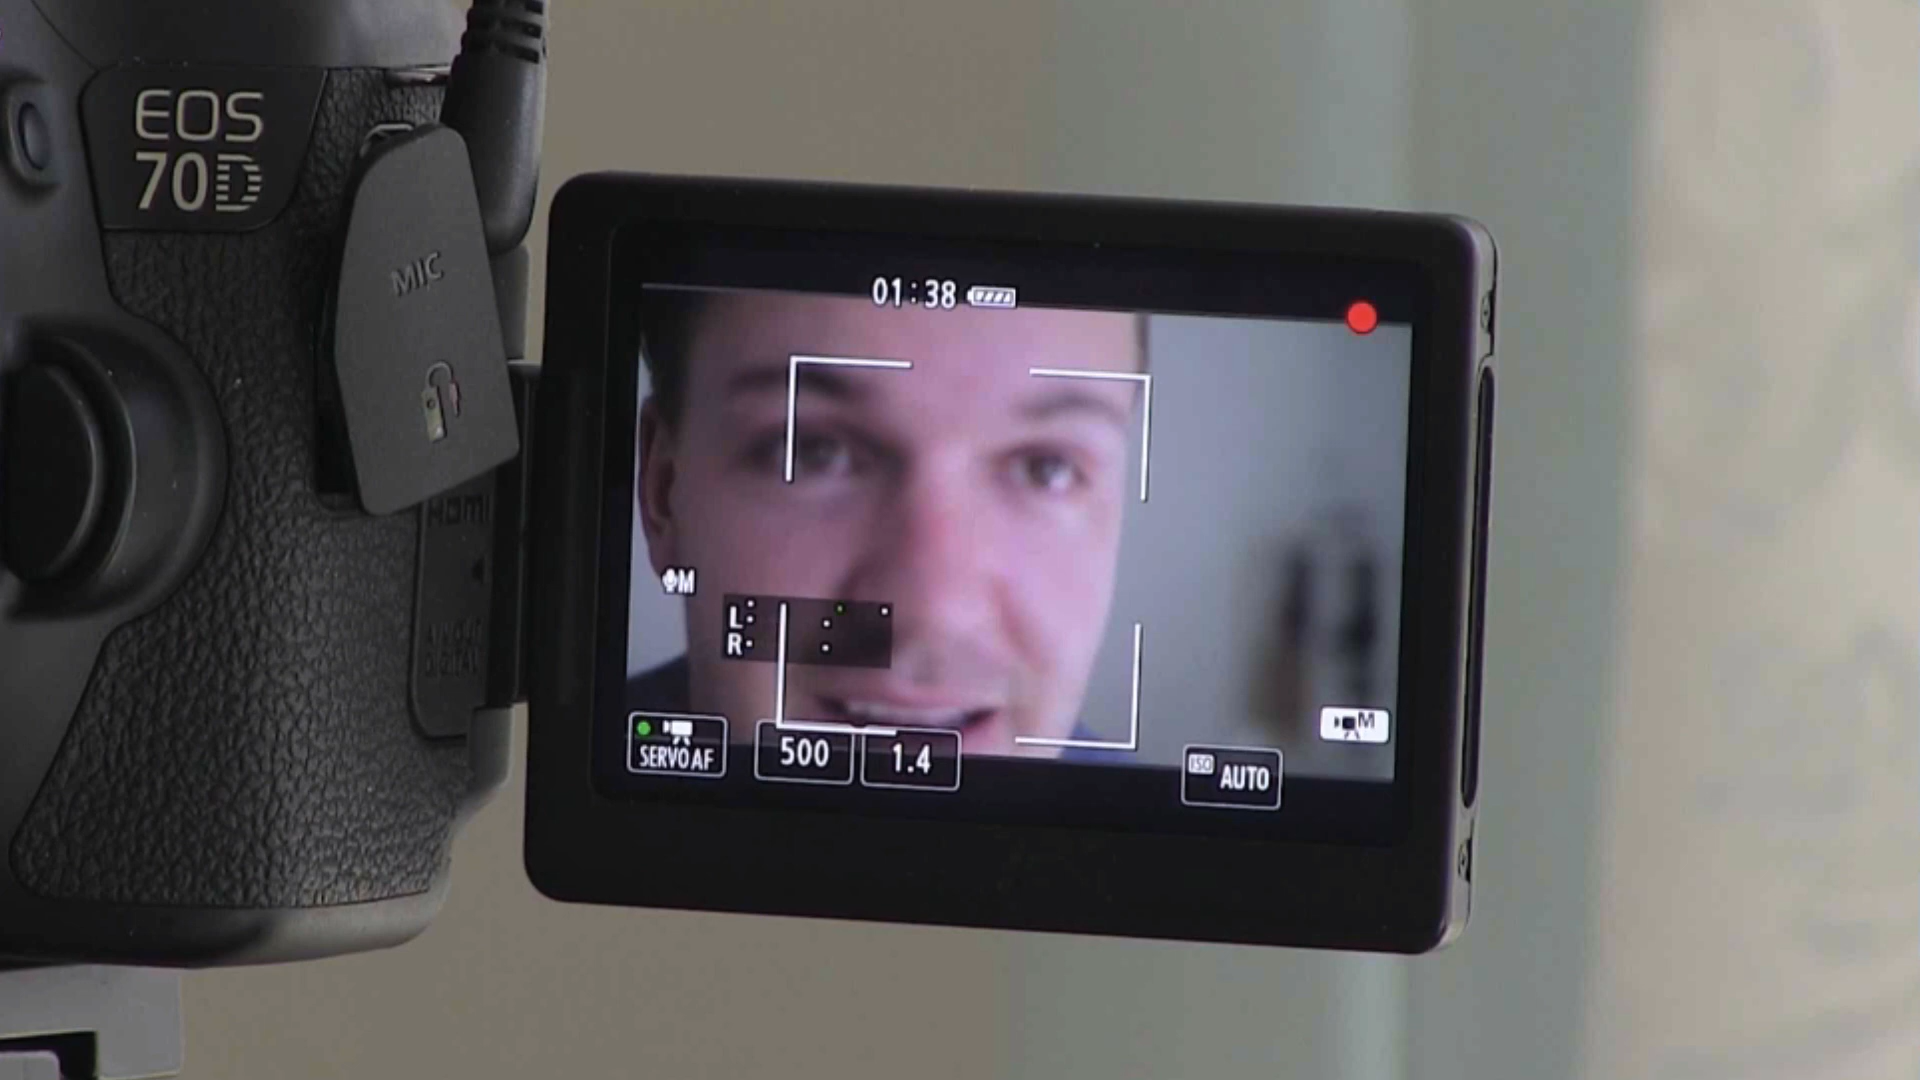 EOS
70D
MIC
HDMI
01:38
M
L
R
SERVO AF
500
1.4
ISO AUTO
M